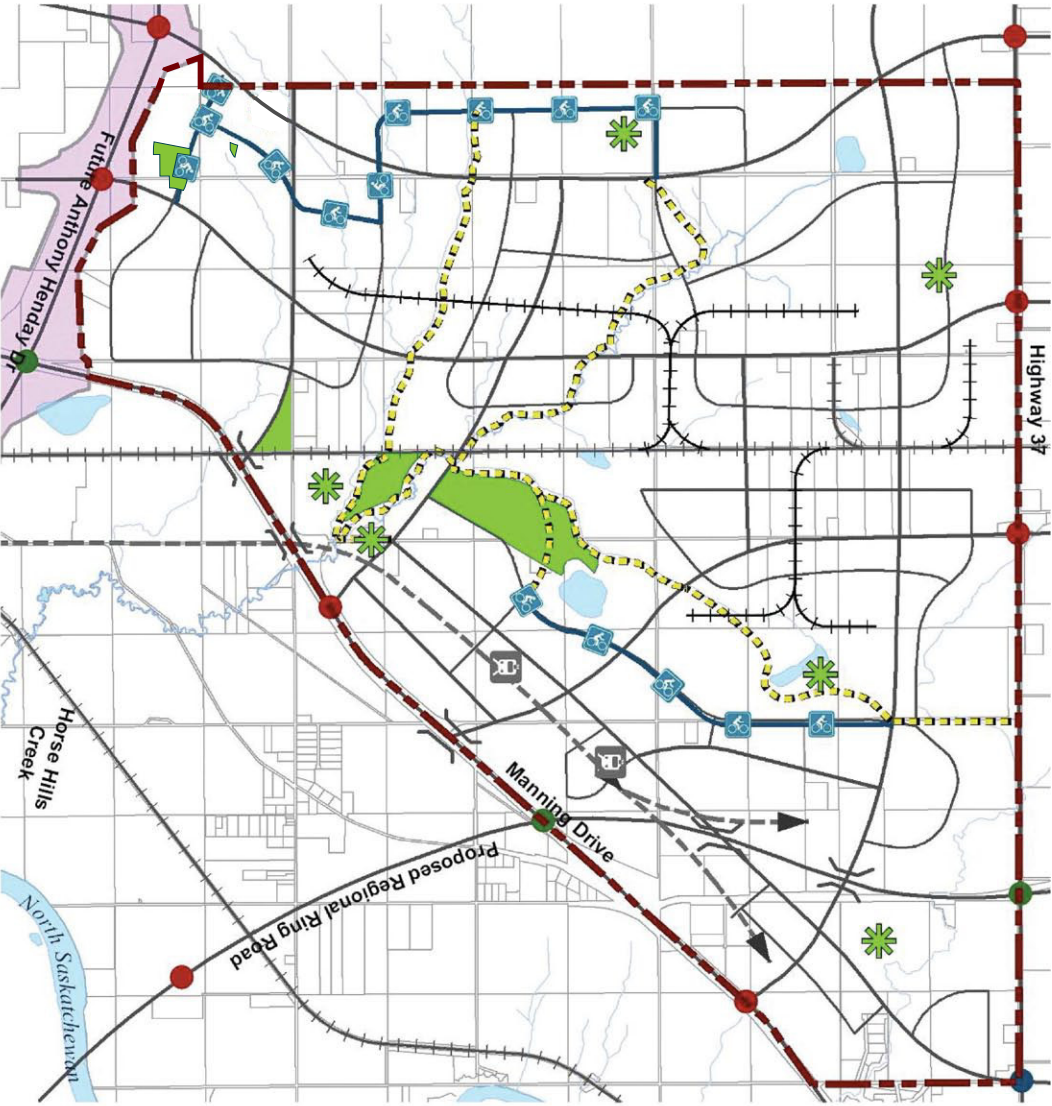 Future Anthony Henday Dr
Highway 37
Horse Hills
Creek
Manning Drive
Proposed Regional Ring Road
North Saskatchewan